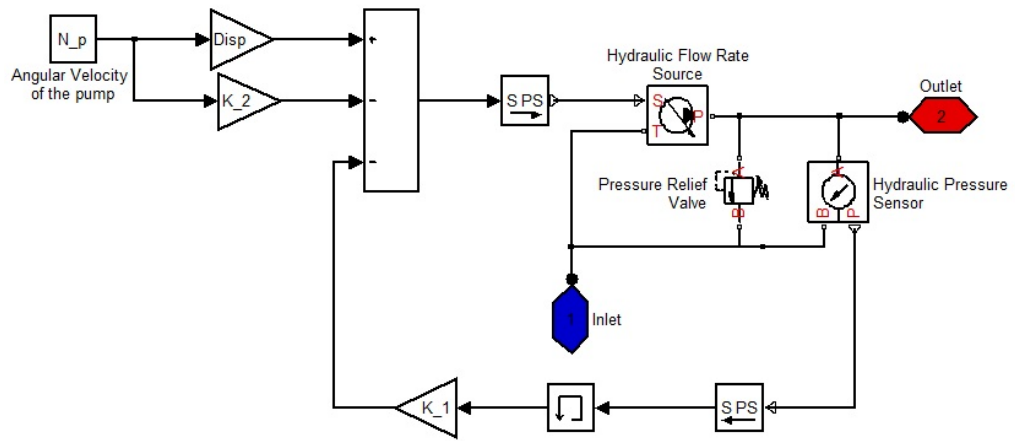 N_p
Angular Velocity
of the pump
Disp
K_2
+
-
-
S PS
Hydraulic Flow Rate
Source
S
P
T
Outlet
2
Pressure Relief
Valve
A
B
A
B
P
Hydraulic Pressure
Sensor
1
Inlet
K_1
S PS